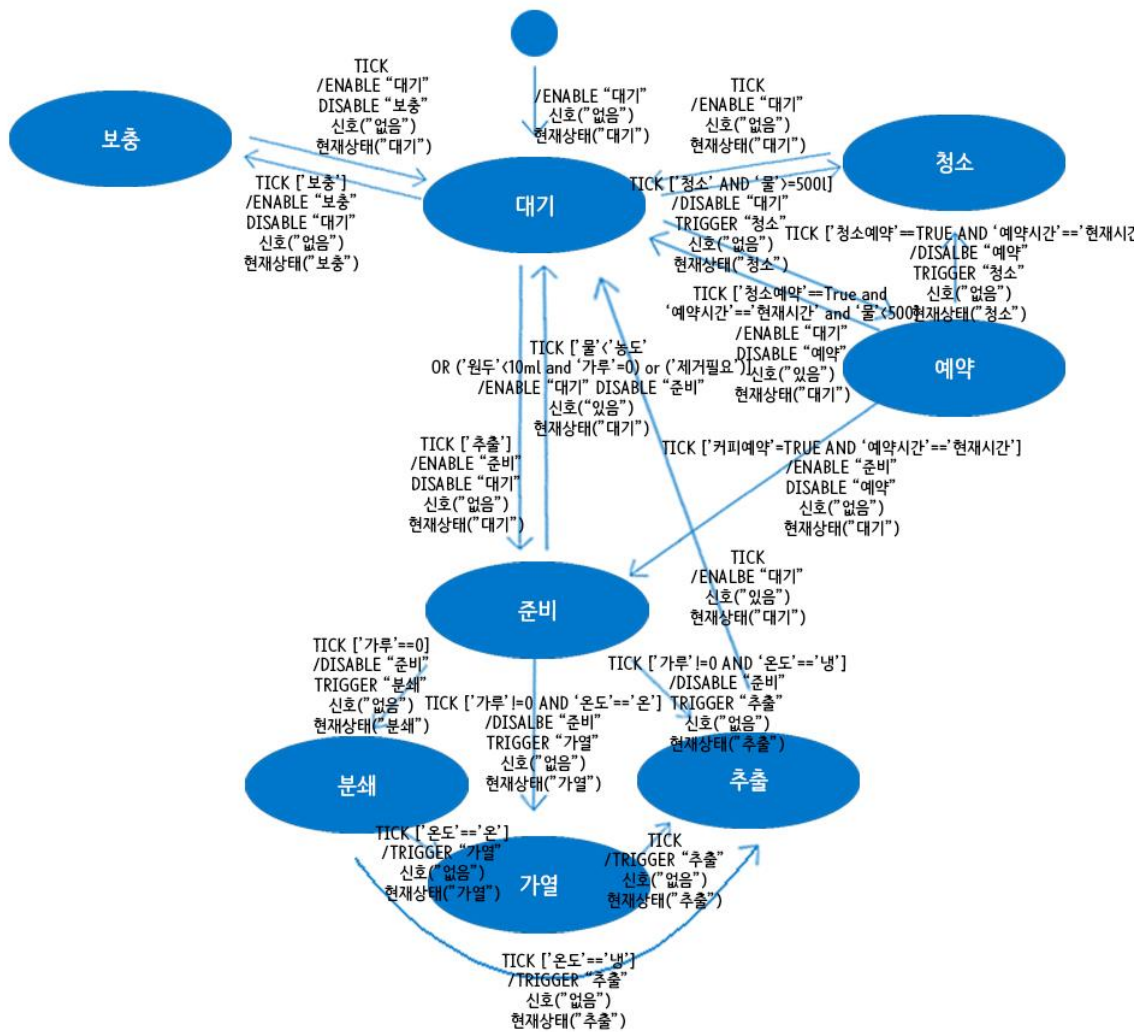 TICK
/ENABLE “대기”
DISABLE “보충”
신호("없음")
현재상태("대기")
/ENABLE “대기”
신호("없음")
현재상태("대기")
TICK
/ENABLE “대기”
신호("없음")
현재상태("대기")
보충
청소
대기
TICK ['보충']
/ENABLE “보충”
DISABLE “대기”
신호("없음")
현재상태("보충")
TICK ['청소' AND ‘물’>=500l]
/DISABLE “대기”
TRIGGER “청소”
신호("없음")
현재상태("청소")
TICK ['청소예약'==TRUE AND ‘예약시간’=='현재시간
/DISALBE “예약”
TRIGGER “청소”
신호("없음")
현재상태("청소")
TICK ['청소예약'==True and
‘예약시간’=='현재시간’ and ‘물’<500l
/ENABLE “대기”
DISABLE “예약”
신호("있음")
현재상태("대기")
예약
TICK ['물'<'농도'
OR ('원두'<10ml and ‘가루’=0) or ('제거필요')]
/ENABLE “대기” DISABLE “준비”
신호("있음")
현재상태("대기")
TICK ['추출']
/ENABLE “준비”
DISABLE “대기”
신호("없음")
현재상태("대기")
TICK ['커피예약'=TRUE AND ‘예약시간’=='현재시간']
/ENABLE “준비”
DISABLE “예약”
신호("없음")
현재상태("대기")
TICK
/ENALBE “대기”
신호("있음")
현재상태("대기")
준비
TICK ['가루'==0]
/DISABLE “준비”
TRIGGER “분쇄”
신호("없음")
현재상태("분쇄")
TICK ['가루'!=0 AND ‘온도’=='온']
/DISALBE “준비”
TRIGGER “가열”
신호("없음")
현재상태("가열")
TICK ['가루'!=0 AND ‘온도’=='냉']
/DISABLE “준비”
TRIGGER “추출”
신호("없음")
현재상태("추출")
분쇄
추출
TICK ['온도'=='온']
/TRIGGER “가열”
신호("없음")
현재상태("가열")
가열
TICK
/TRIGGER “추출”
신호("없음")
현재상태("추출")
TICK ['온도'=='냉']
/TRIGGER “추출”
신호("없음")
현재상태("추출")